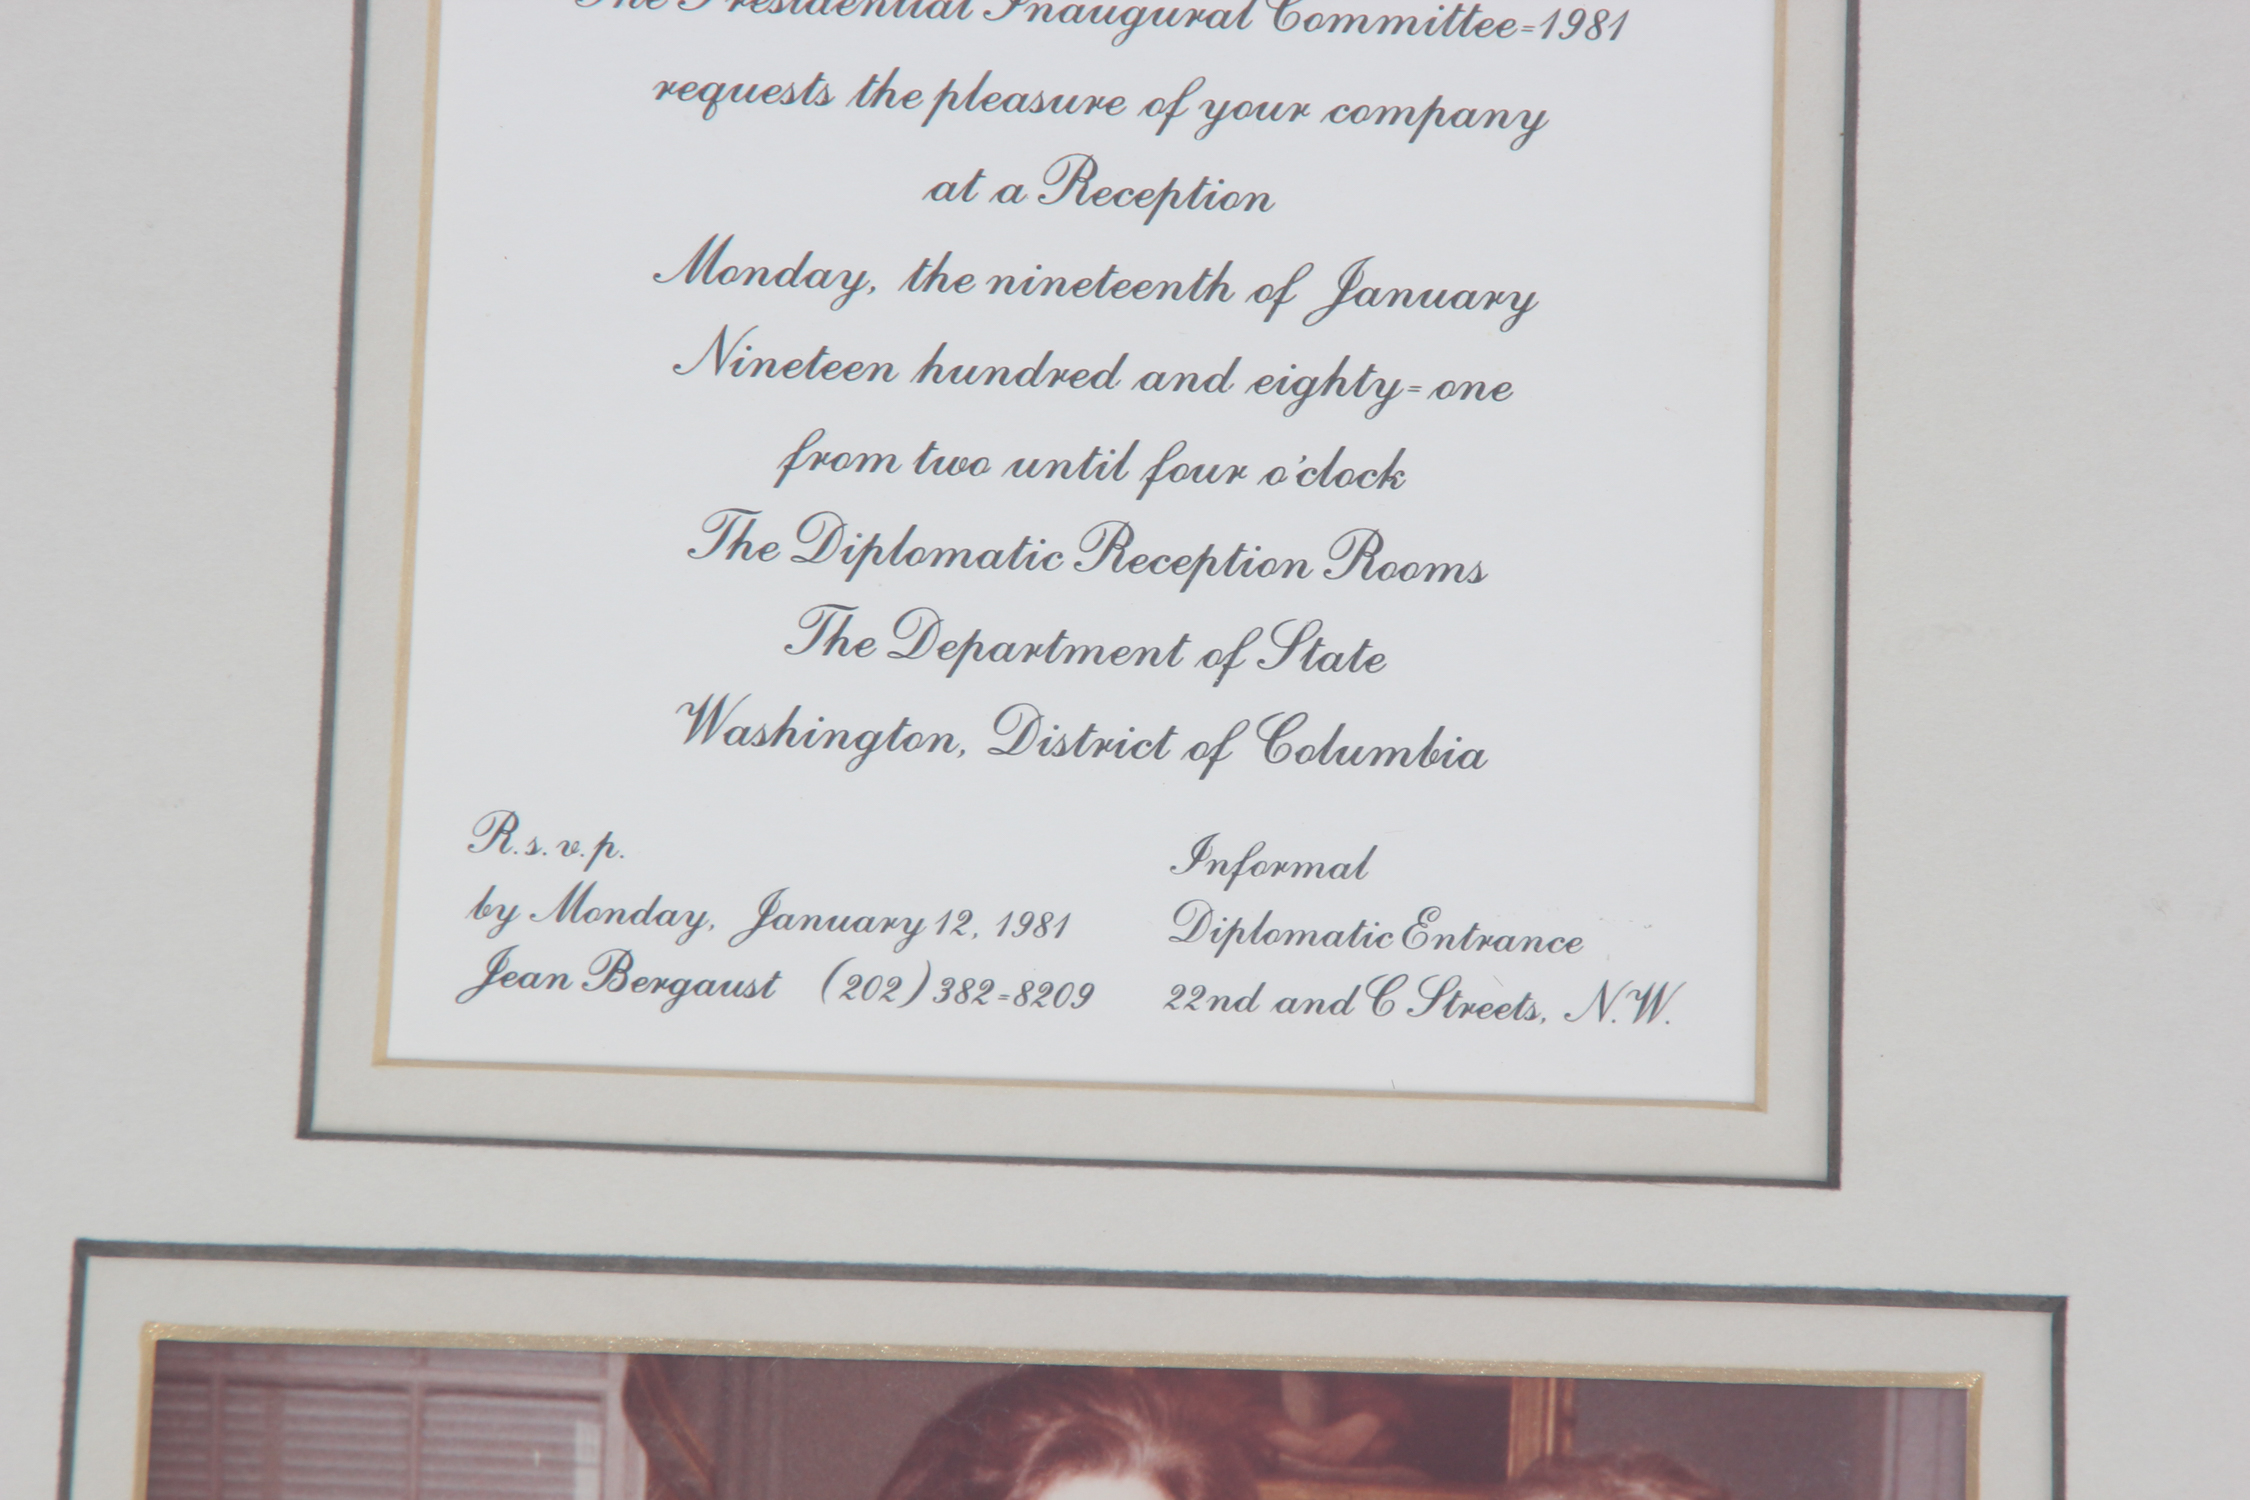 The Presidential Inaugural Committee=1981
requests the pleasure of your company
at a Reception
Monday, the nineteenth of January
Nineteen hundred and eighty=one
from two until four o'clock
The Diplomatic Reception Rooms
The Department of State
Washington, District of Columbia
R.s.v.p.
by Monday, January 12, 1981
Jean Bergaust (202) 382=8209
Informal
Diplomatic Entrance
22nd and C Streets, N.W.